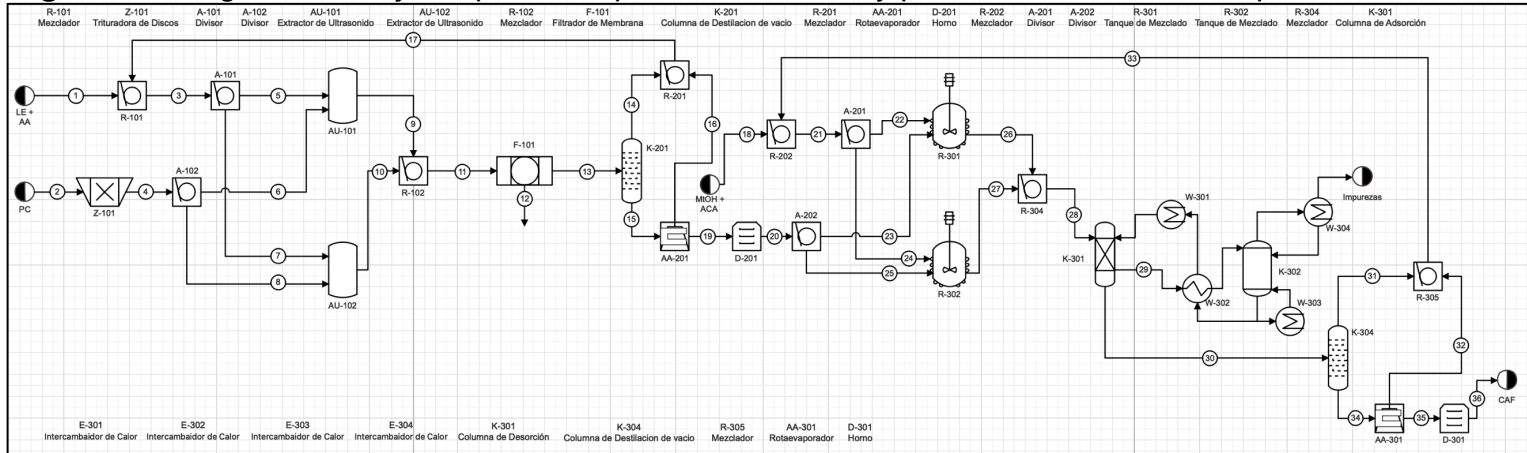 R-101 Z-101 A-101 A-102 AU-101 AU-102 R-102 F-101 K-201 R-201 AA-201 D-201 R-202 A-201 A-202 R-301 R-302 R-304 K-301
Mezclador Trituradora de Discos Divisor Divisor Extractor de Ultrasonido Extractor de Ultrasonido Mezclador Filtrador de Membrana Columna de Destilacion de vacio Mezclador Rotaevaporador Horno Mezclador Divisor Divisor Tanque de Mezclado Tanque de Mezclado Mezclador Columna de Adsorción
17
33
LE + AA
1
R-101
3
A-101
5
AU-101
9
14
R-201
16
18
R-202
21
A-201
22
R-301
26
PC
2
Z-101
4
A-102
6
10
R-102
11
F-101
12
13
K-201
15
MtOH + ACA
27
R-304
28
W-301
Impurezas
W-304
7
8
AU-102
AA-201
19
D-201
20
A-202
23
24
25
R-302
K-301
29
W-302
K-302
W-303
31
R-305
30
K-304
32
34
AA-301
35
D-301
36
CAF
E-301 E-302 E-303 E-304 K-301 K-304 R-305 AA-301 D-301
Intercambaidor de Calor Intercambaidor de Calor Intercambaidor de Calor Intercambaidor de Calor Columna de Desorción Columna de Destilacion de vacio Mezclador Rotaevaporador Horno